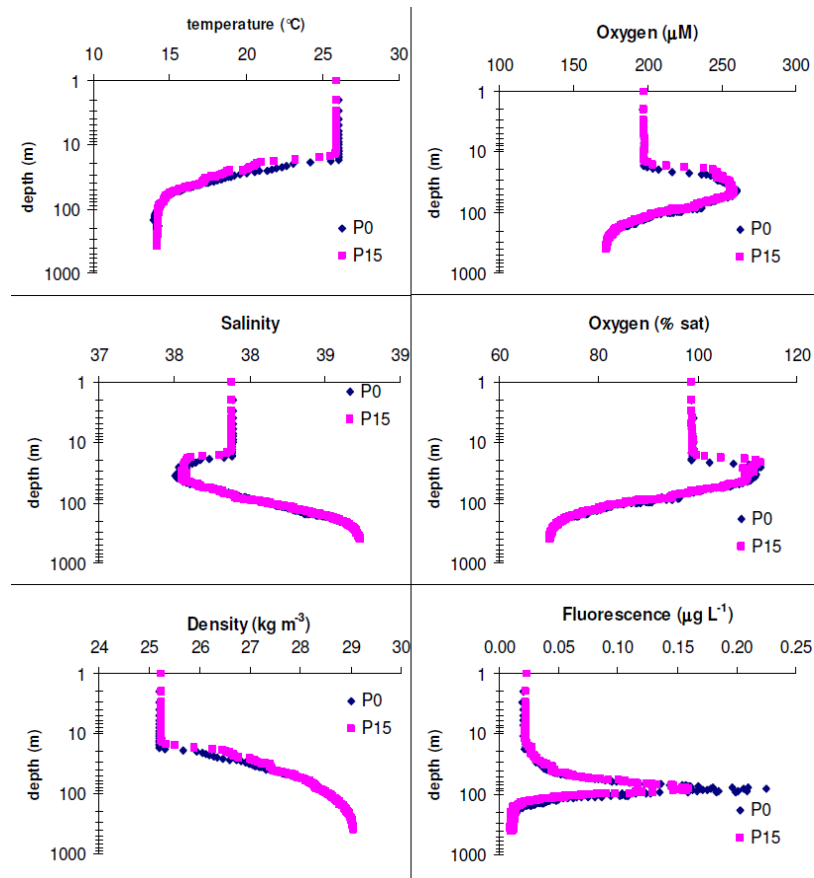 temperature (°C)
10 15 20 25 30
1
10
100
1000
depth (m)
P0
P15
Oxygen (μM)
100 150 200 250 300
1
10
100
1000
depth (m)
P0
P15
Salinity
37 38 38 39 39
1
10
100
1000
depth (m)
P0
P15
Oxygen (% sat)
60 80 100 120
1
10
100
1000
depth (m)
P0
P15
Density (kg m⁻³)
24 25 26 27 28 29 30
1
10
100
1000
depth (m)
P0
P15
Fluorescence (μg L⁻¹)
0.00 0.05 0.10 0.15 0.20 0.25
1
10
100
1000
depth (m)
P0
P15